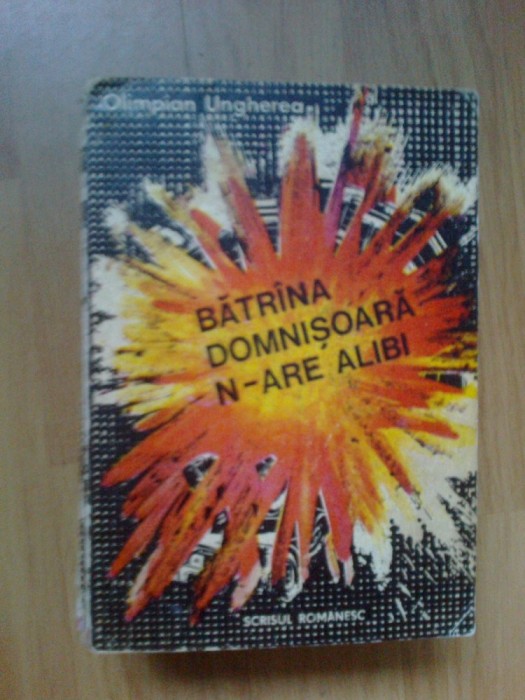 Olimpian Ungherea
BĂTRÎNA
DOMNIȘOARĂ
N-ARE ALIBI
SCRISUL ROMÂNESC